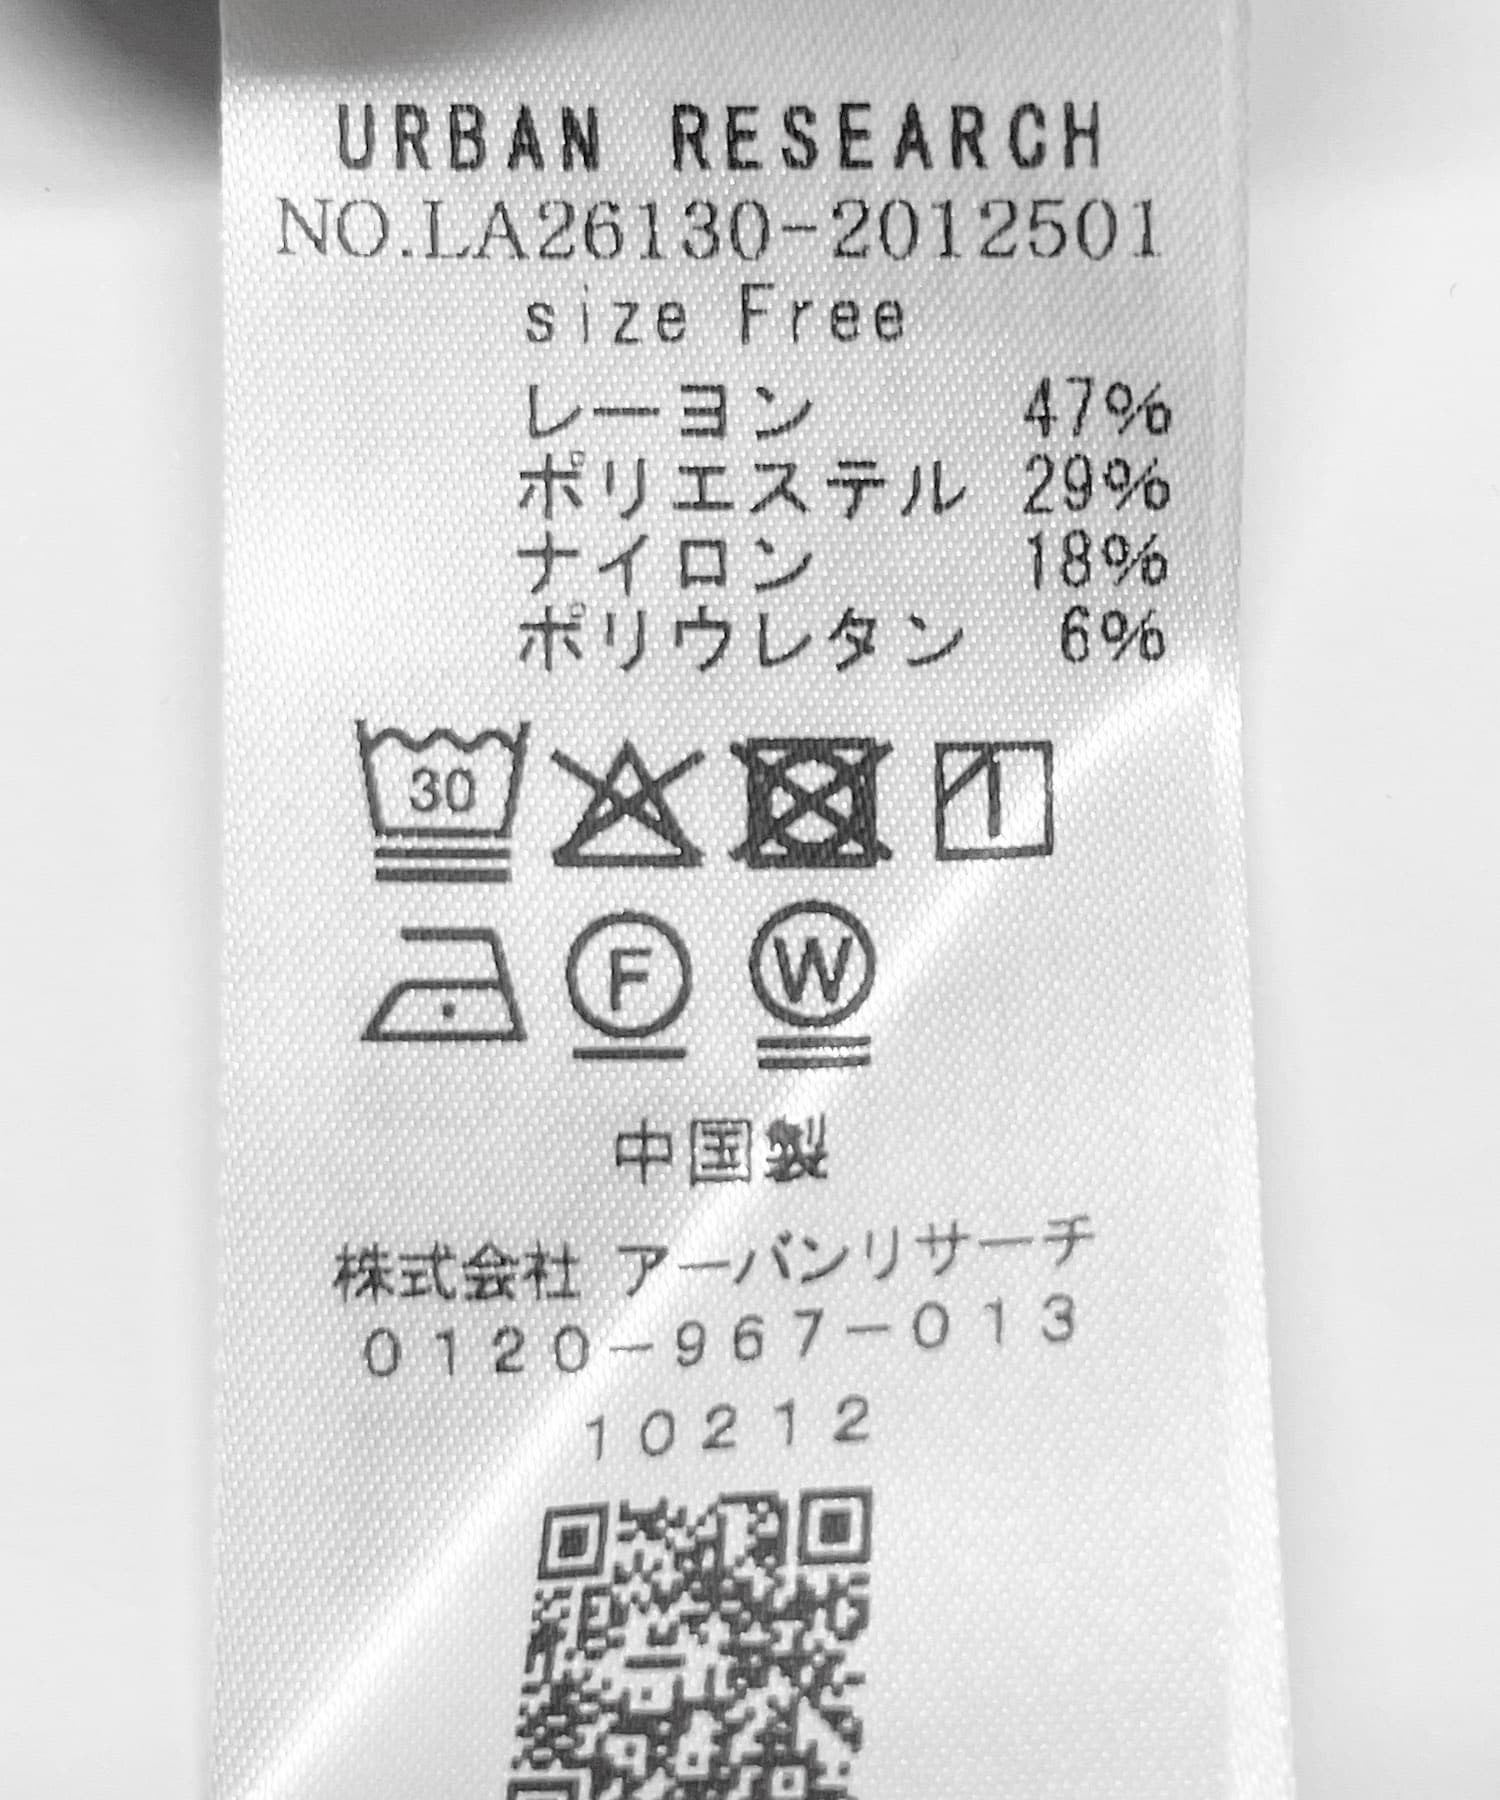 URBAN RESEARCH
NO.LA26130-2012501
size Free
レーヨン 47%
ポリエステル 29%
ナイロン 18%
ポリウレタン 6%
30
F W
中国製
株式会社 アーバンリサーチ
0120-967-013
10212